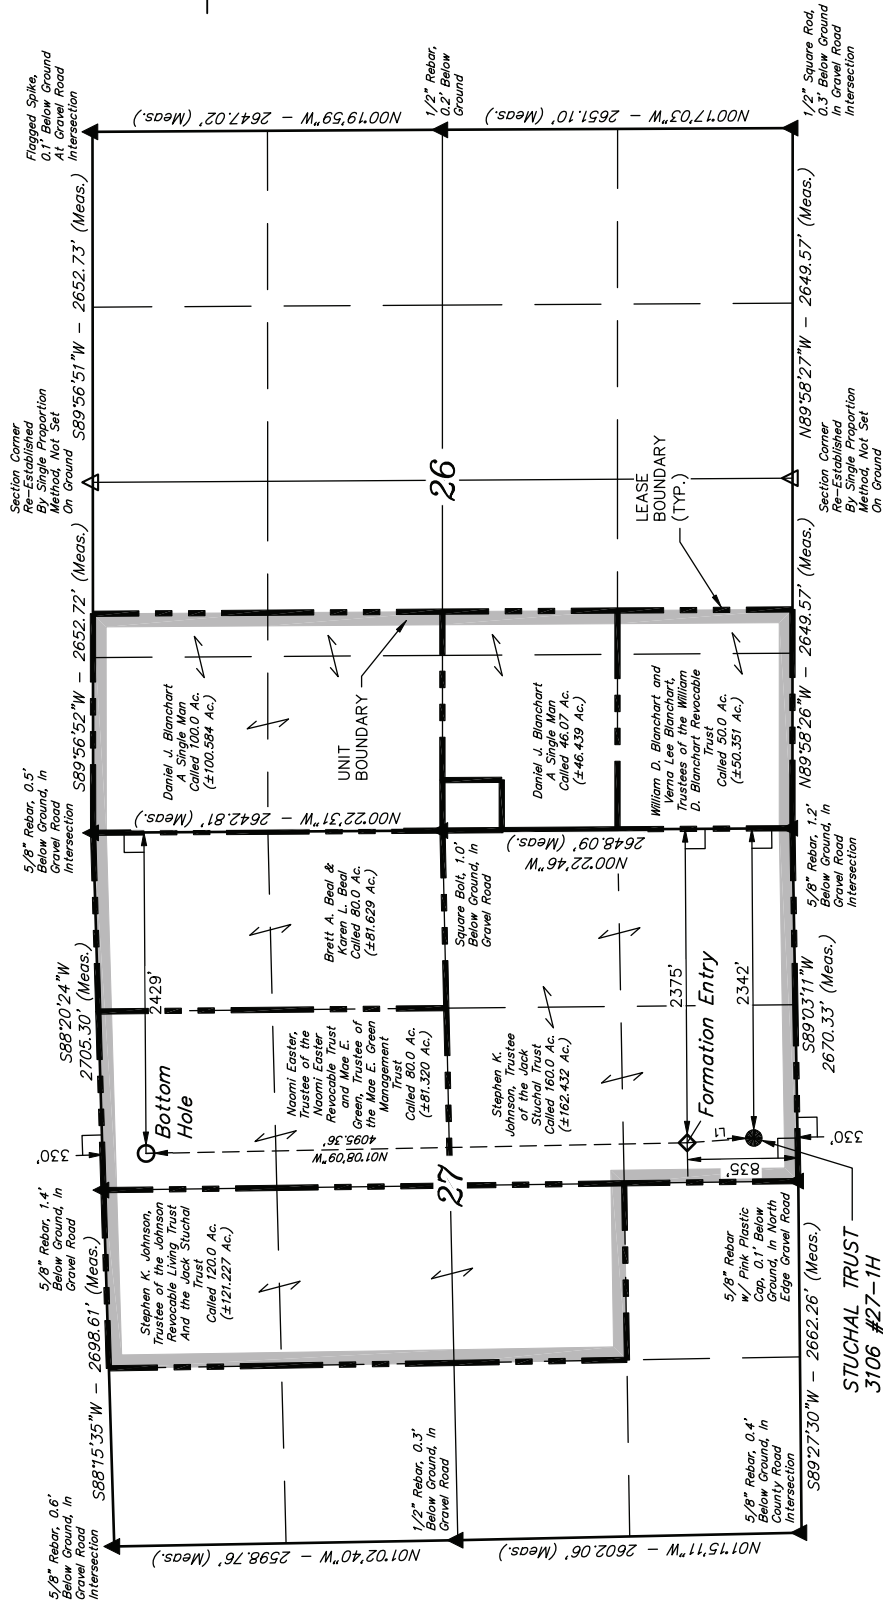 5/8" Rebar, 0.6'
Below Ground, In
Gravel Road
Intersection
S88°15'35"W - 2698.61' (Meas.)
5/8" Rebar, 1.4'
Below Ground, In
Gravel Road
330'
S88°20'24"W
2705.30' (Meas.)
5/8" Rebar, 0.5'
Below Ground, In
Gravel Road
Intersection
S89°56'52"W - 2652.72' (Meas.)
Section Corner
Re-Established
By Single Proportion
Method, Not Set
On Ground
S89°56'51"W - 2652.73' (Meas.)
Flagged Spike,
0.1' Below Ground
At Gravel Road
Intersection
N01°02'40"W - 2598.76' (Meas.)
Stephen K. Johnson,
Trustee of the Johnson
Revocable Living Trust
And the Jack Stuchal
Trust
Called 120.0 Ac.
(±121.227 Ac.)
Bottom
Hole
2429'
N01°08'09"W
4095.36'
Naomi Easter,
Trustee of the
Naomi Easter
Revocable Trust
and Mae E.
Green, Trustee of
the Mae E. Green
Management
Trust
Called 80.0 Ac.
(±81.320 Ac.)
Brett A. Beal &
Karen L. Beal
Called 80.0 Ac.
(±81.629 Ac.)
N00°22'31"W - 2642.81' (Meas.)
Daniel J. Blanchart
A Single Man
Called 100.0 Ac.
(±100.584 Ac.)
UNIT
BOUNDARY
N00°19'59"W - 2647.02' (Meas.)
1/2" Rebar, 0.3'
Below Ground, In
Gravel Road
27
Square Bolt, 1.0'
Below Ground, In
Gravel Road
26
1/2" Rebar,
0.2' Below
Ground
N01°15'11"W - 2602.06' (Meas.)
Stephen K.
Johnson, Trustee
of the Jack
Stuchal Trust
Called 160.0 Ac.
(±162.432 Ac.)
N00°22'46"W
2648.09' (Meas.)
Daniel J. Blanchart
A Single Man
Called 46.07 Ac.
(±46.439 Ac.)
William D. Blanchart and
Verna Lee Blanchart,
Trustees of the William
D. Blanchart Revocable
Trust
Called 50.0 Ac.
(±50.351 Ac.)
LEASE
BOUNDARY
(TYP.)
N00°17'03"W - 2651.10' (Meas.)
2375'
Formation Entry
L1
2342'
835'
330'
5/8" Rebar, 0.4'
Below Ground, In
County Road
Intersection
S89°27'30"W - 2662.26' (Meas.)
5/8" Rebar
w/ Pink Plastic
Cap, 0.1' Below
Ground, In North
Edge Gravel Road
S89°03'11"W
2670.33' (Meas.)
5/8" Rebar, 1.2'
Below Ground, In
Gravel Road
Intersection
N89°58'26"W - 2649.57' (Meas.)
Section Corner
Re-Established
By Single Proportion
Method, Not Set
On Ground
N89°58'27"W - 2649.57' (Meas.)
1/2" Square Rod,
0.3' Below Ground
In Gravel Road
Intersection
STUCHAL TRUST
3106 #27-1H